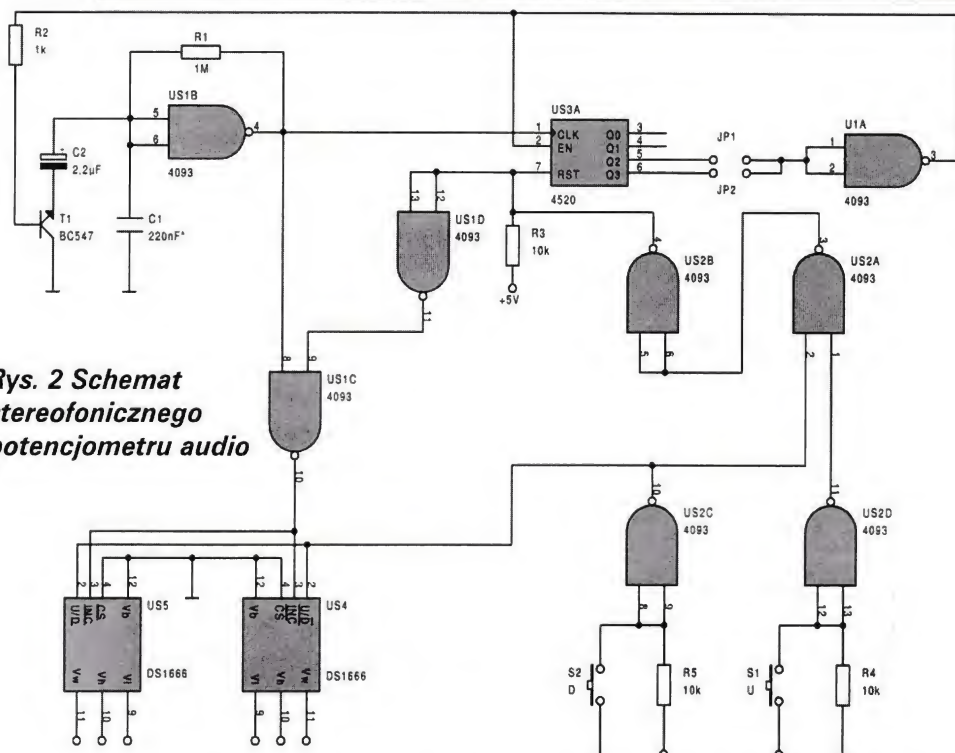 R2
1k
R1
1M
US1B
5
6
4
4093
C2
2,2µF
T1
BC547
C1
220nF*
US3A
1
2
7
CLK
EN
RST
Q0
Q1
Q2
Q3
3
4
5
6
4520
JP1
JP2
U1A
1
2
3
4093
13
12
US1D
4093
11
R3
10k
+5V
4
US2B
4093
5
6
3
US2A
4093
2
1
8
9
US1C
4093
10
Rys. 2 Schemat
stereofonicznego
potencjometru audio
10
US2C
4093
8
9
11
US2D
4093
12
13
2
3
4
12
U/D
INC
CS
Vb
US5
Vw
Vh
Vl
DS1666
11
10
9
12
4
3
2
Vb
CS
INC
U/D
US4
Vl
Vh
Vw
DS1666
9
10
11
S2
D
R5
10k
S1
U
R4
10k